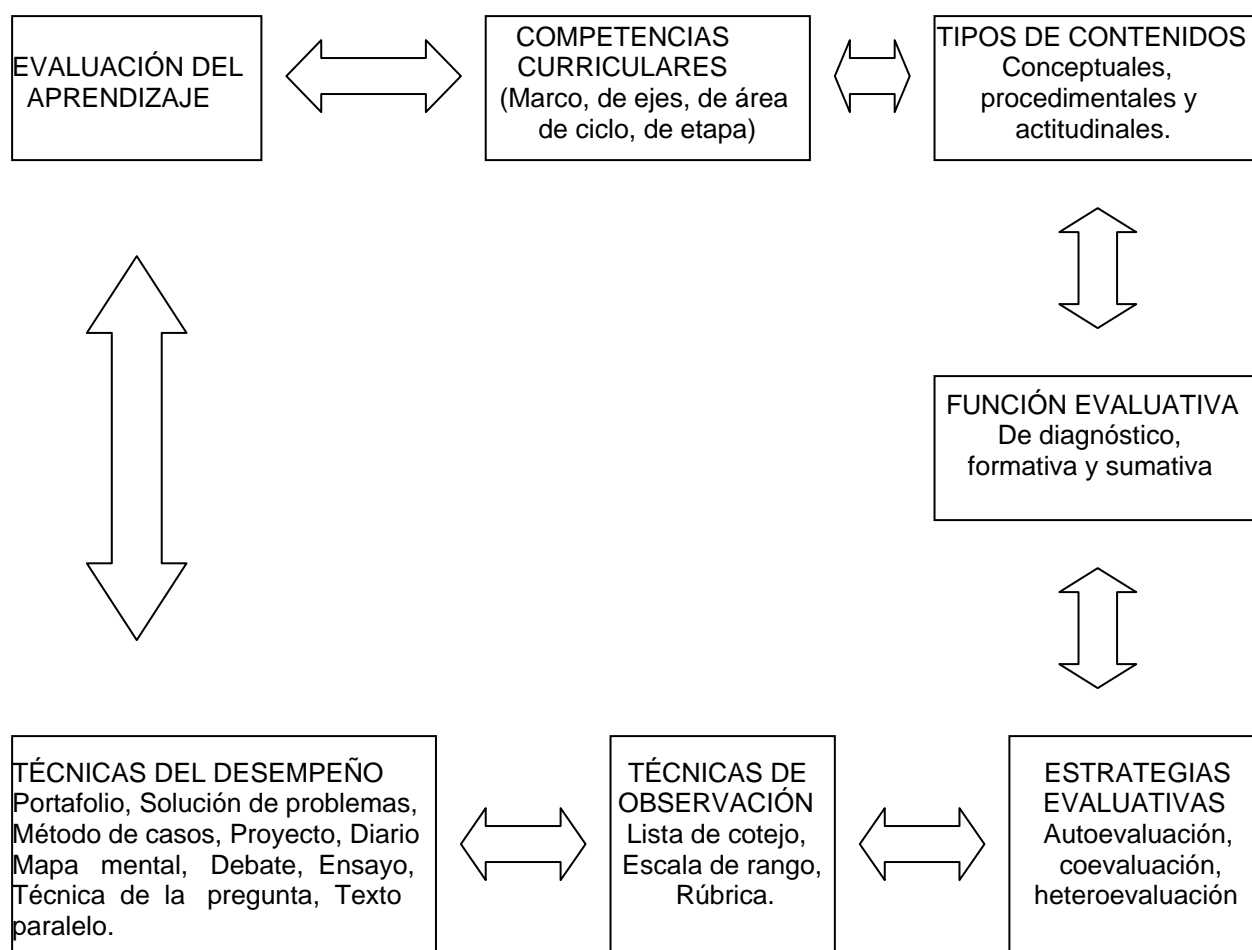 EVALUACIÓN DEL
APRENDIZAJE
COMPETENCIAS
CURRICULARES
(Marco, de ejes, de área
de ciclo, de etapa)
TIPOS DE CONTENIDOS
Conceptuales,
procedimentales y
actitudinales.
FUNCIÓN EVALUATIVA
De diagnóstico,
formativa y sumativa
TÉCNICAS DEL DESEMPEÑO
Portafolio, Solución de problemas,
Método de casos, Proyecto, Diario
Mapa mental, Debate, Ensayo,
Técnica de la pregunta, Texto
paralelo.
TÉCNICAS DE
OBSERVACIÓN
Lista de cotejo,
Escala de rango,
Rúbrica.
ESTRATEGIAS
EVALUATIVAS
Autoevaluación,
coevaluación,
heteroevaluación